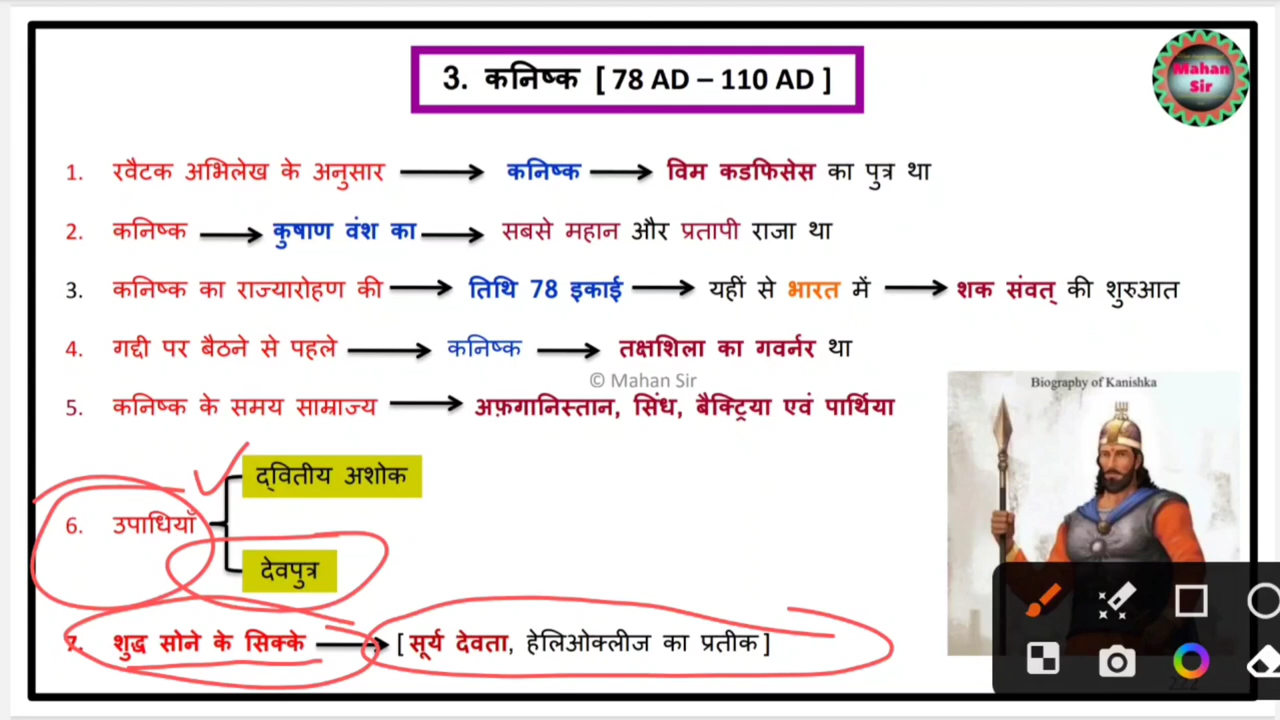 3. कनिष्क [ 78 AD – 110 AD ]
Mahan
Sir
1. रवैटक अभिलेख के अनुसार → कनिष्क → विम कडफिसेस का पुत्र था
2. कनिष्क → कुषाण वंश का → सबसे महान और प्रतापी राजा था
3. कनिष्क का राज्यारोहण की → तिथि 78 इकाई → यहीं से भारत में → शक संवत् की शुरुआत
4. गद्दी पर बैठने से पहले → कनिष्क → तक्षशिला का गवर्नर था
© Mahan Sir
Biography of Kanishka
5. कनिष्क के समय साम्राज्य → अफ़गानिस्तान, सिंध, बैक्ट्रिया एवं पार्थिया
द्वितीय अशोक
6. उपाधियाँ
देवपुत्र
7. शुद्ध सोने के सिक्के → [ सूर्य देवता, हेलिओक्लीज का प्रतीक ]